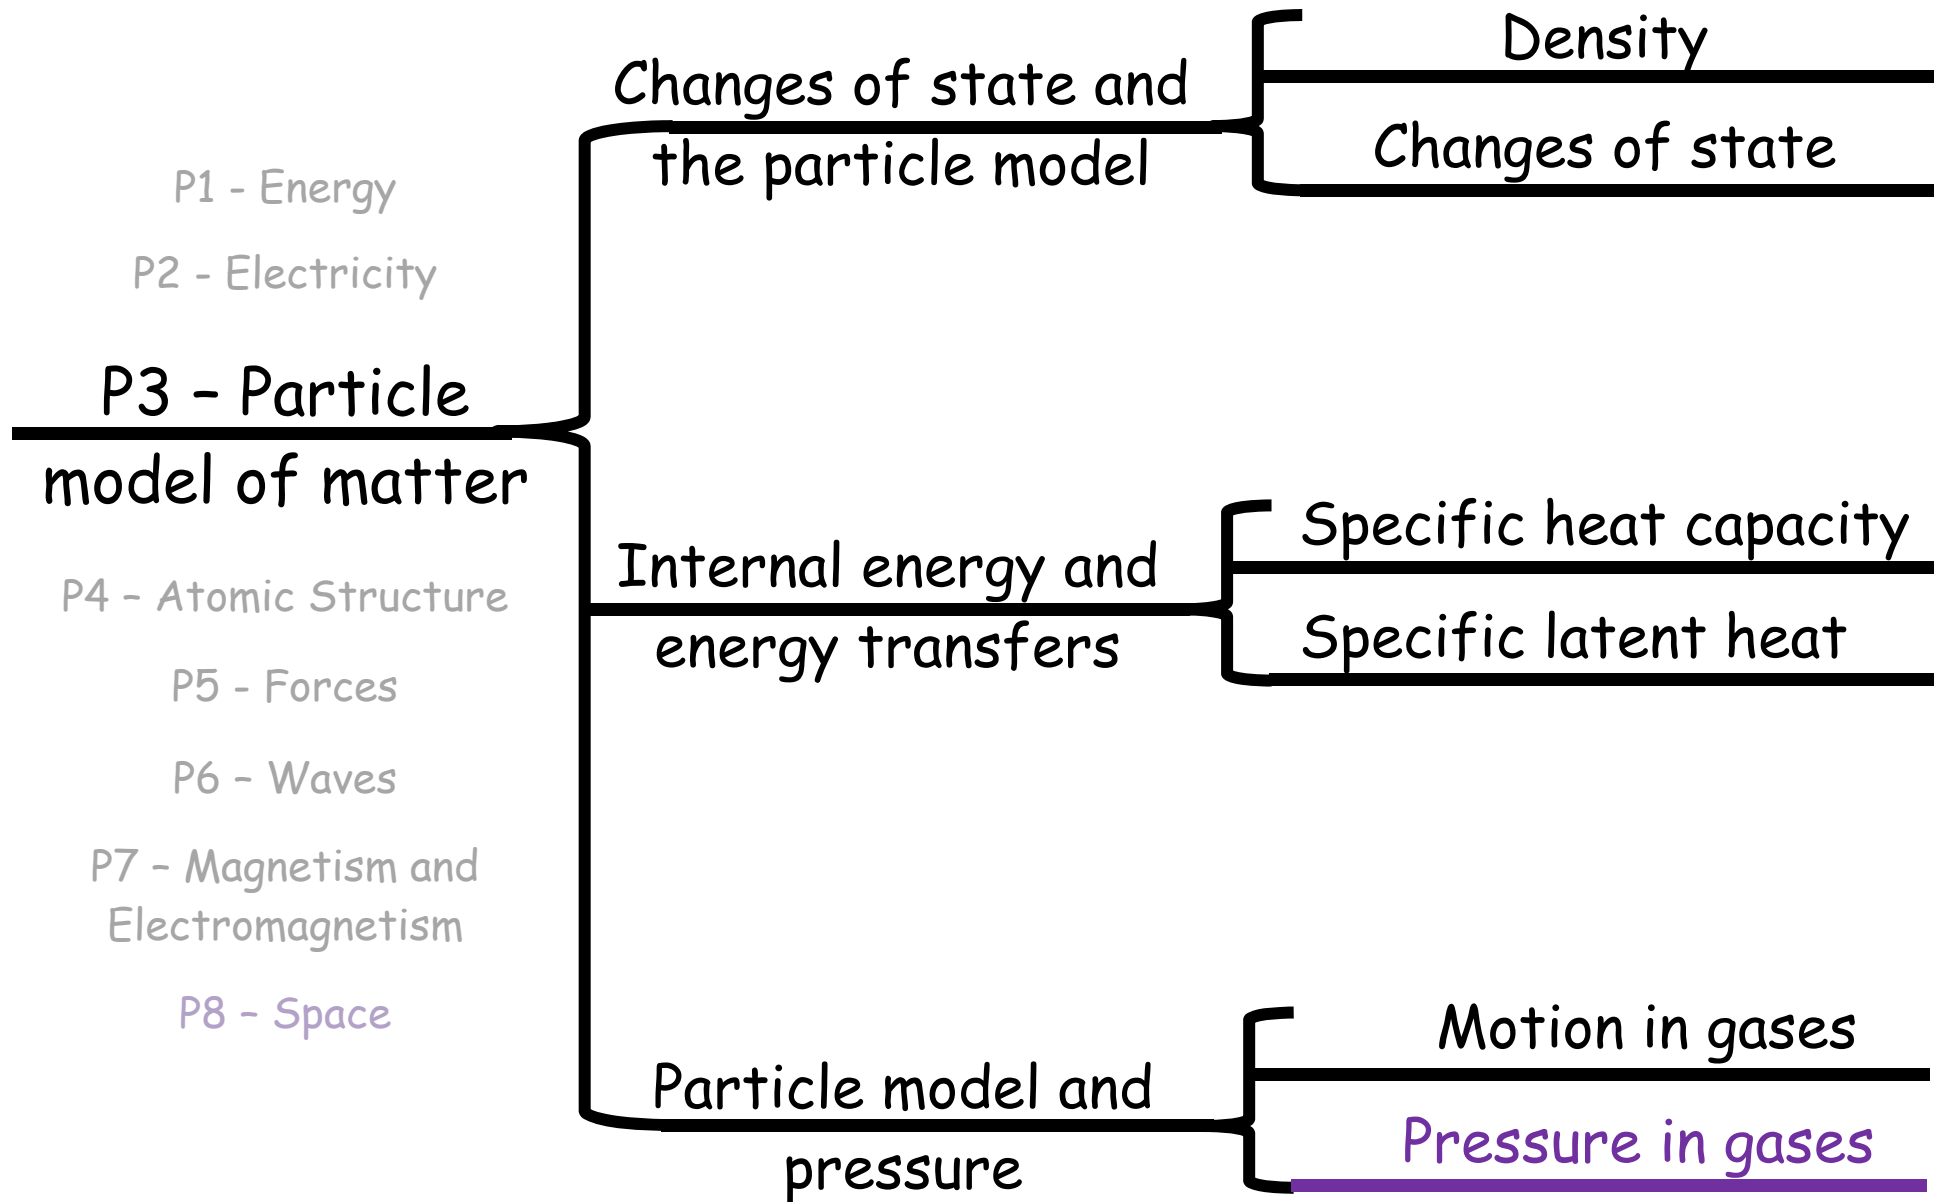 P1 - Energy
P2 - Electricity
P3 – Particle
model of matter
P4 – Atomic Structure
P5 - Forces
P6 – Waves
P7 – Magnetism and
Electromagnetism
P8 – Space
Changes of state and
the particle model
Density
Changes of state
Internal energy and
energy transfers
Specific heat capacity
Specific latent heat
Particle model and
pressure
Motion in gases
Pressure in gases